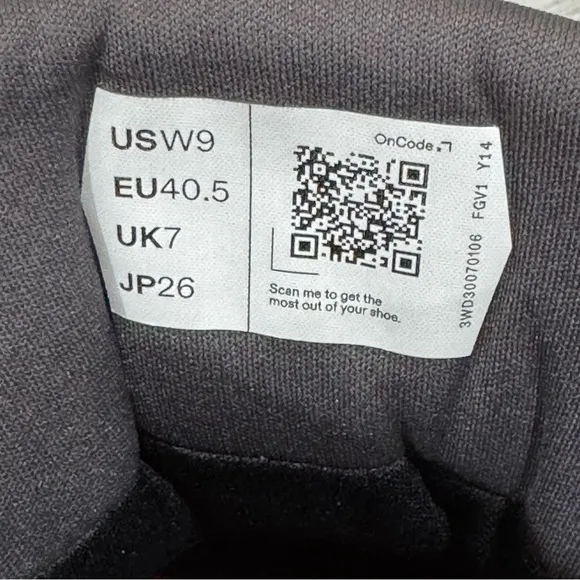 USW9
EU40.5
UK7
JP26
OnCode.
Scan me to get the
most out of your shoe.
3WD30070106 FGV1 Y14